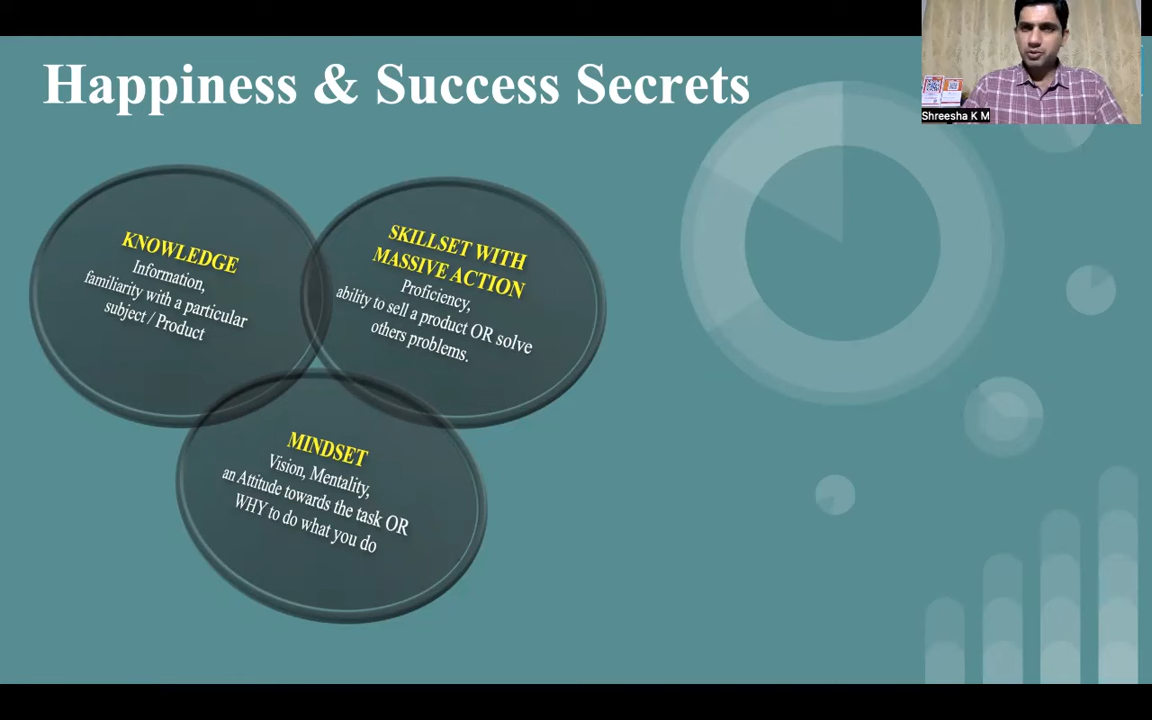 Happiness & Success Secrets
Shreesha K M
KNOWLEDGE
Information,
familiarity with a particular
subject / Product
SKILLSET WITH
MASSIVE ACTION
Proficiency,
ability to sell a product OR solve
others problems.
MINDSET
Vision, Mentality,
an Attitude towards the task OR
WHY to do what you do